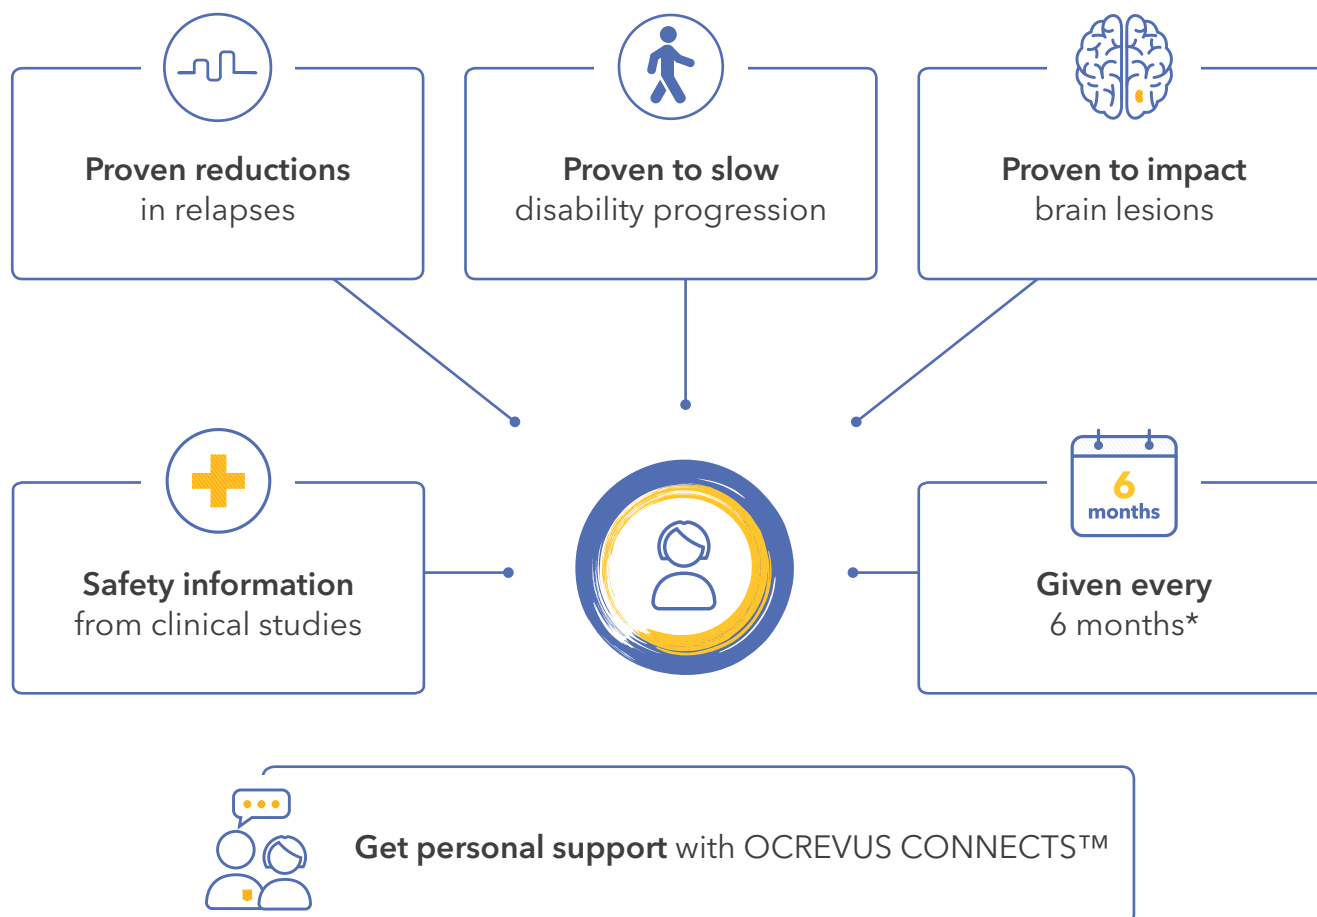 Proven reductions
in relapses
Proven to slow
disability progression
Proven to impact
brain lesions
Safety information
from clinical studies
6
months
Given every
6 months*
Get personal support with OCREVUS CONNECTS™